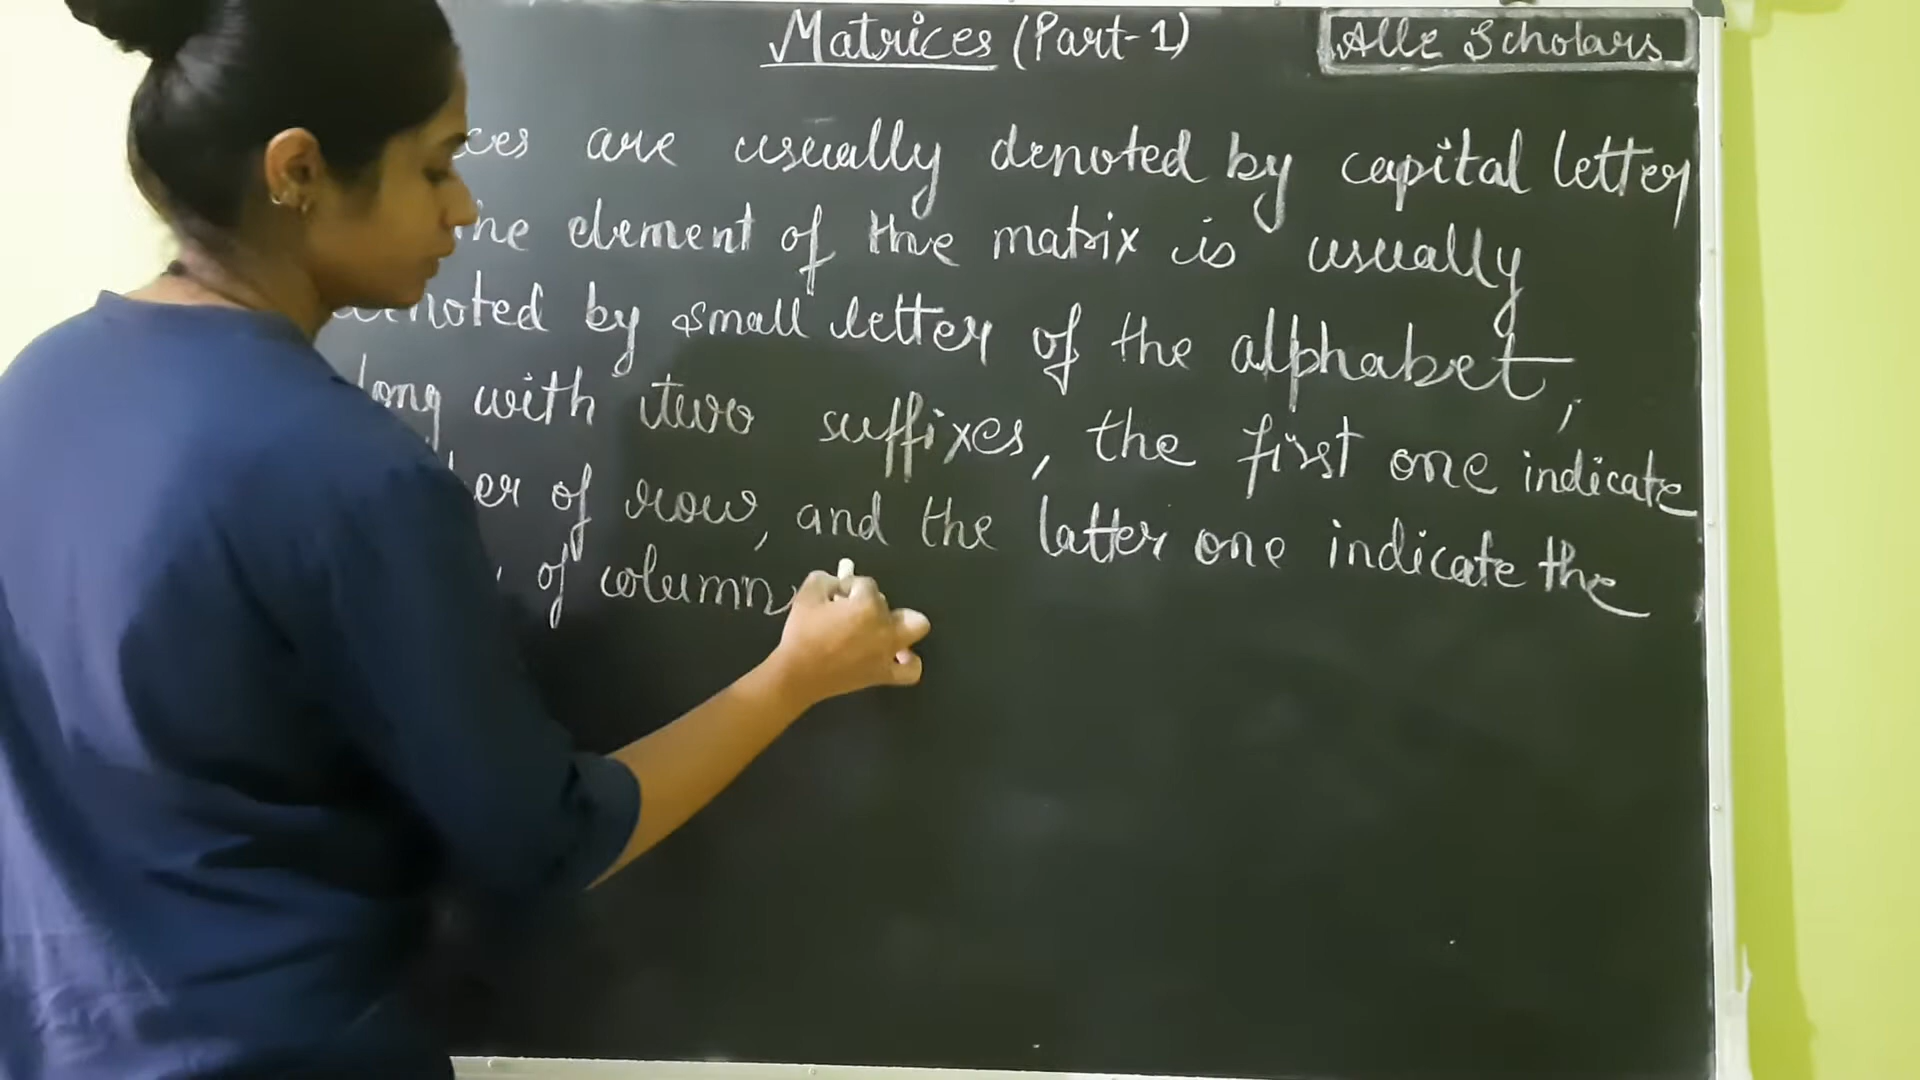 Matrices (Part-1)
Alle Scholars
are usually denoted by capital letter
element of the matrix is usually
by small letter of the alphabet,
with two suffixes, the first one indicate
of row, and the latter one indicate the
of column